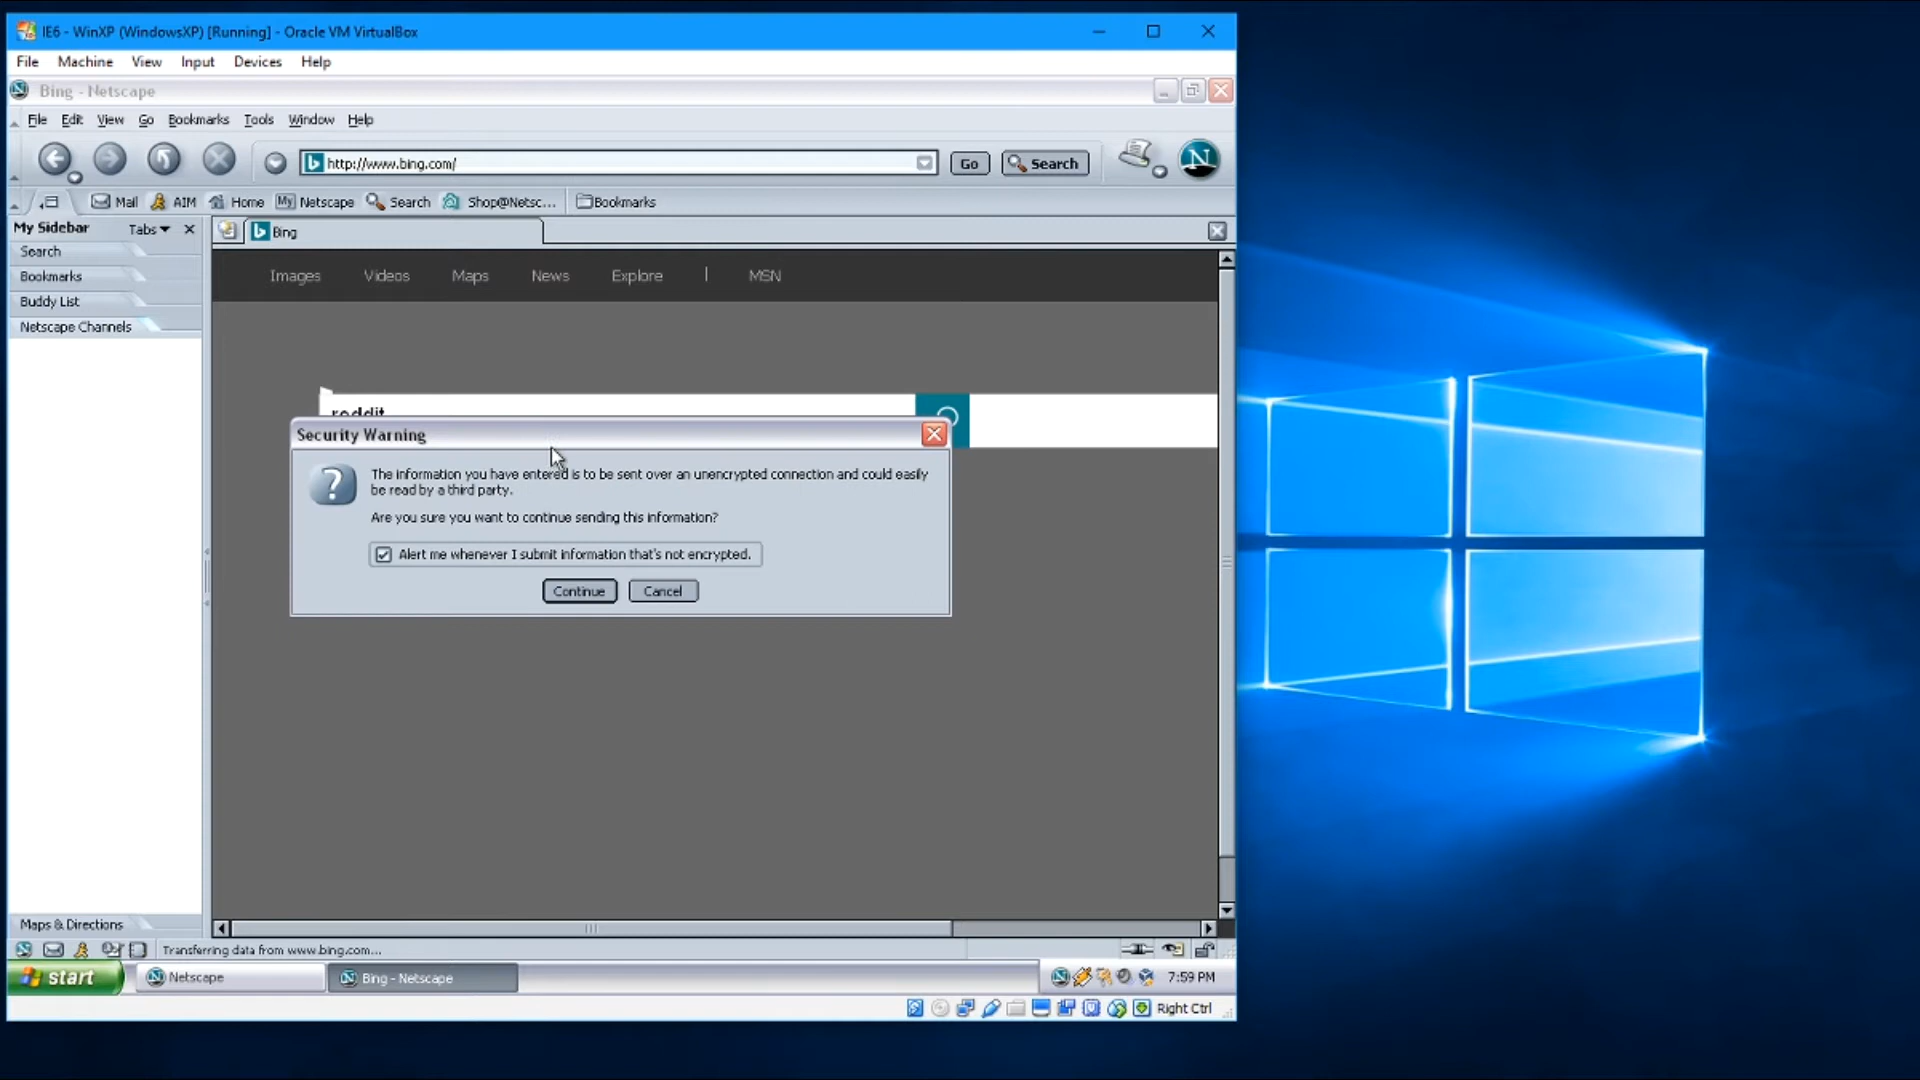 IE6 - WinXP (WindowsXP) [Running] - Oracle VM VirtualBox
File Machine View Input Devices Help
Bing - Netscape
File Edit View Go Bookmarks Tools Window Help
http://www.bing.com/ Go Search N
Mail AIM Home My Netscape Search Shop@Netsc... Bookmarks
My Sidebar Tabs
Bing
Search
Bookmarks
Buddy List
Netscape Channels
Images Videos Maps News Explore | MSN
reddit
Security Warning
?
The information you have entered is to be sent over an unencrypted connection and could easily
be read by a third party.
Are you sure you want to continue sending this information?
Alert me whenever I submit information that's not encrypted.
Continue Cancel
Maps & Directions
Transferring data from www.bing.com...
start Netscape Bing - Netscape 7:59 PM
Right Ctrl